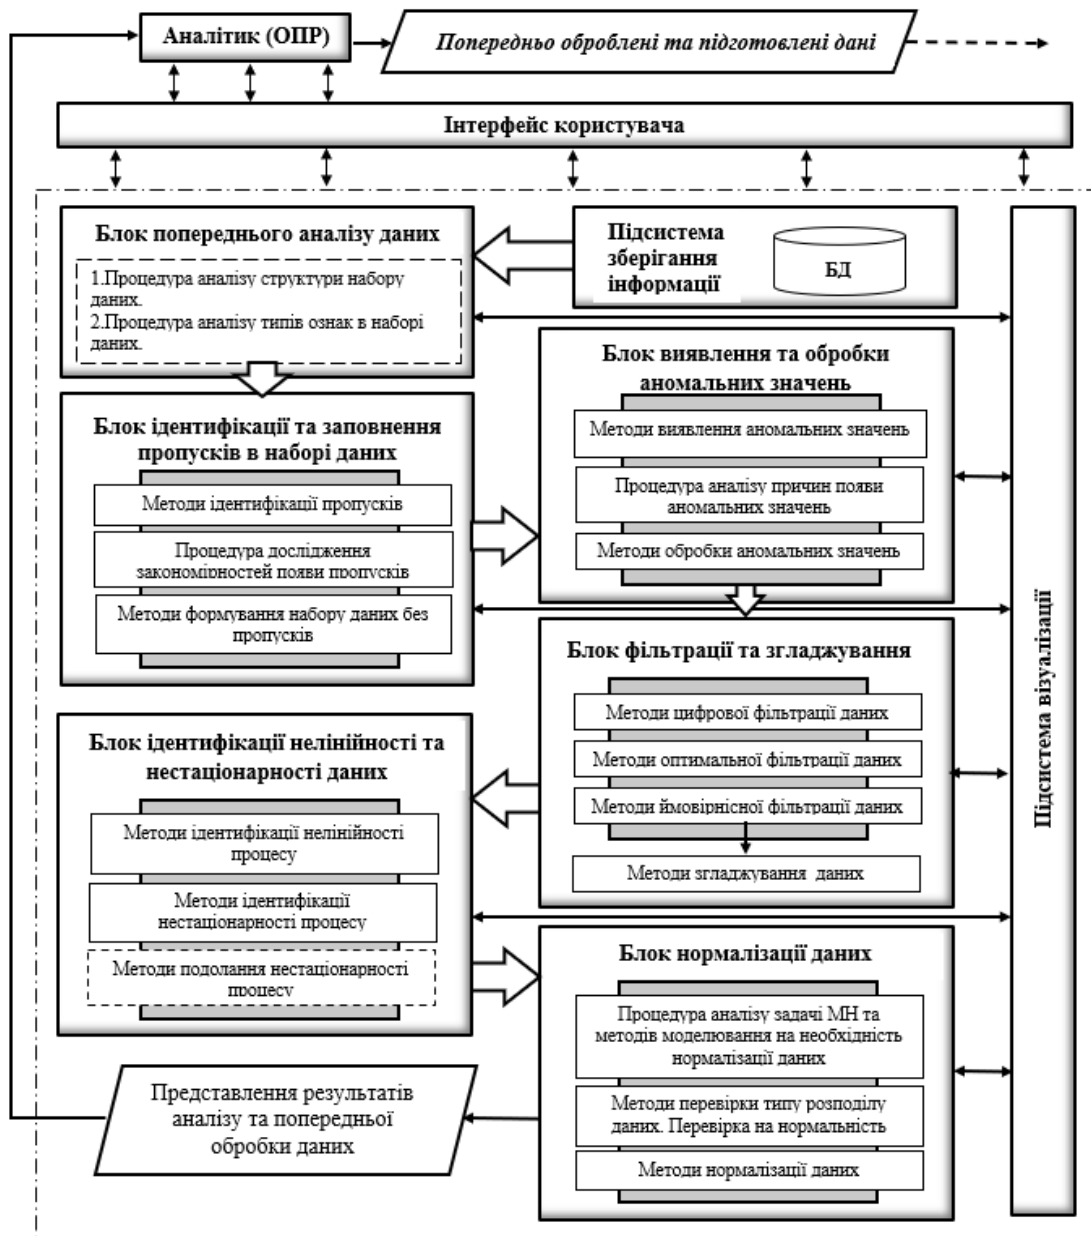 Аналітик (ОПР)
Попередньо оброблені та підготовлені дані
Інтерфейс користувача
Блок попереднього аналізу даних
1.Процедура аналізу структури набору
даних.
2.Процедура аналізу типів ознак в наборі
даних.
Підсистема
зберігання
інформації
БД
Блок ідентифікації та заповнення
пропусків в наборі даних
Методи ідентифікації пропусків
Процедура дослідження
закономірностей появи пропусків
Методи формування набору даних без
пропусків
Блок виявлення та обробки
аномальних значень
Методи виявлення аномальних значень
Процедура аналізу причин появи
аномальних значень
Методи обробки аномальних значень
Блок фільтрації та згладжування
Методи цифрової фільтрації даних
Методи оптимальної фільтрації даних
Методи ймовірнісної фільтрації даних
Методи згладжування даних
Блок ідентифікації нелінійності та
нестаціонарності даних
Методи ідентифікації нелінійності
процесу
Методи ідентифікації
нестаціонарності процесу
Методи подолання нестаціонарності
процесу
Блок нормалізації даних
Процедура аналізу задачі МН та
методів моделювання на необхідність
нормалізації даних
Методи перевірки типу розподілу
даних. Перевірка на нормальність
Методи нормалізації даних
Представлення результатів
аналізу та попередньої
обробки даних
Підсистема візуалізації